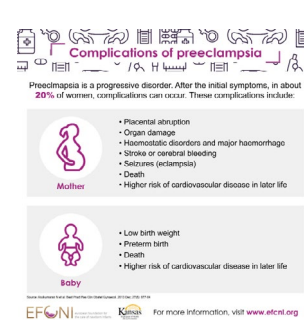 Complications of preeclampsia
Preeclmapsia is a progressive disorder. After the initial symptoms, in about
20% of women, complications can occur. These complications include:
• Placental abruption
• Organ damage
• Haemostatic disordors and major haemorrhage
• Stroke or cerebral bleeding
• Seizures (eclampsia)
• Death
• Higher risk of cardiovascular disease in later life
Mother
• Low birth weight
• Preterm birth
• Death
• Higher risk of cardiovascular disease in later life
Baby
EFCNI
Kansas
For more information, visit www.efcni.org